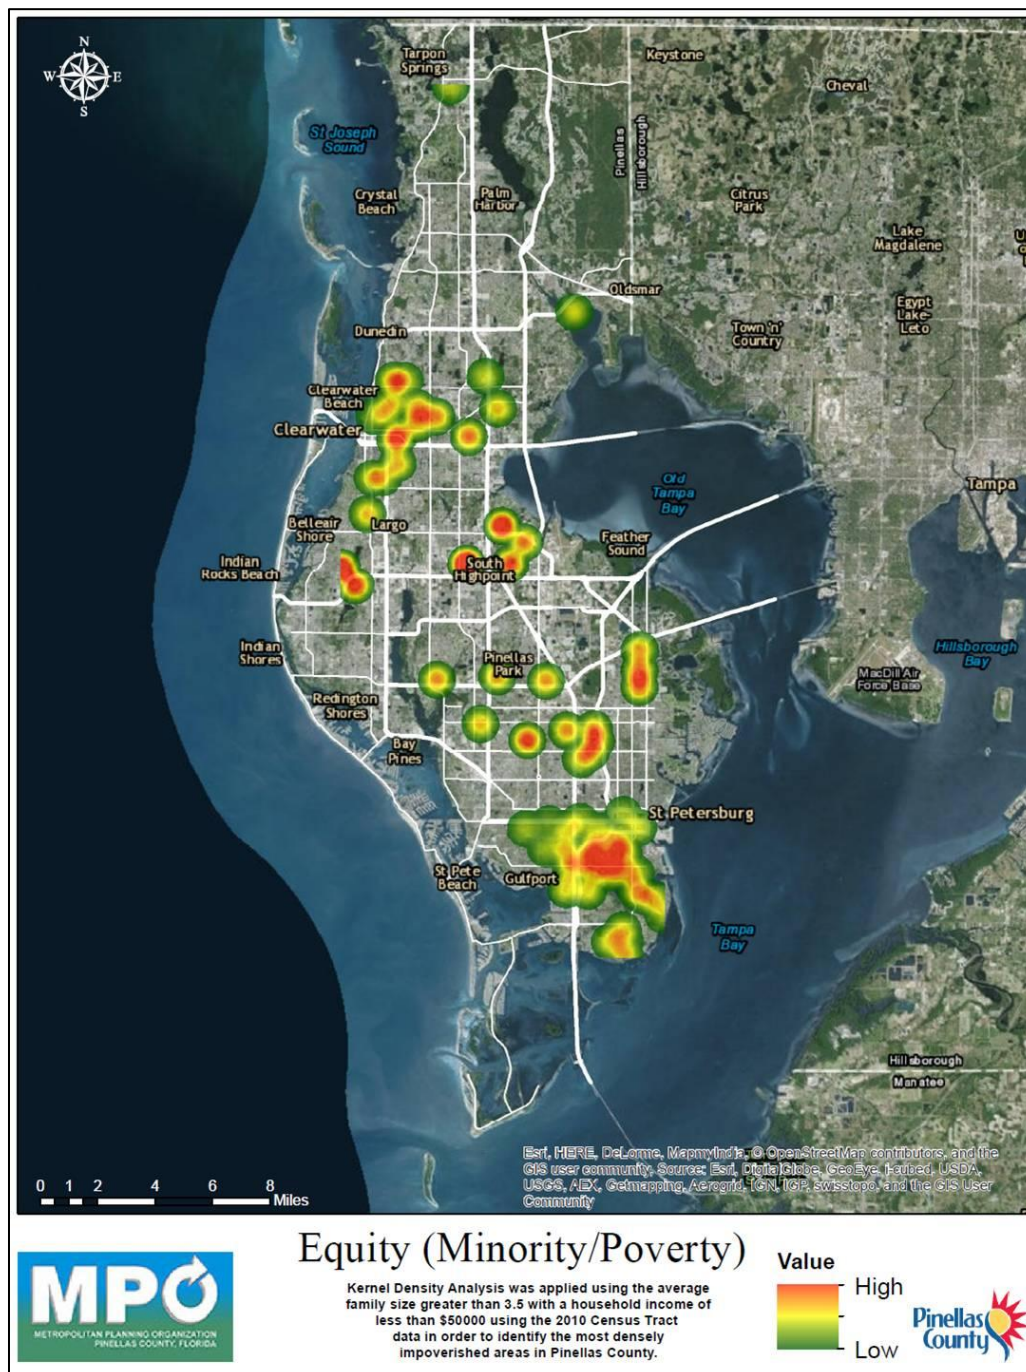 N
W E
S
Tarpon
Springs
Keystone
Cheval
St Joseph
Sound
Pinellas
Hillsborough
Crystal
Beach
Palm
Harbor
Citrus
Park
Lake
Magdalene
Oldsmar
Egypt
Lake-
Leto
Dunedin
Town 'n'
Country
Clearwater
Beach
Clearwater
Old
Tampa
Bay
Tampa
Belleair
Shore
Largo
Feather
Sound
Indian
Rocks Beach
South
Highpoint
Indian
Shores
Pinellas
Park
Hillsborough
Bay
MacDill Air
Force Base
Redington
Shores
Bay
Pines
St Petersburg
St Pete
Beach
Gulfport
Tampa
Bay
Hillsborough
Manatee
Esri, HERE, DeLorme, MapmyIndia, © OpenStreetMap contributors, and the
GIS user community, Source: Esri, DigitalGlobe, GeoEye, i-cubed, USDA,
USGS, AEX, Getmapping, Aerogrid, IGN, IGP, swisstopo, and the GIS User
Community
0 1 2 4 6 8
Miles
Equity (Minority/Poverty)
Kernel Density Analysis was applied using the average
family size greater than 3.5 with a household income of
less than $50000 using the 2010 Census Tract
data in order to identify the most densely
impoverished areas in Pinellas County.
MPO
METROPOLITAN PLANNING ORGANIZATION
PINELLAS COUNTY, FLORIDA
Value
High
Low
Pinellas
County